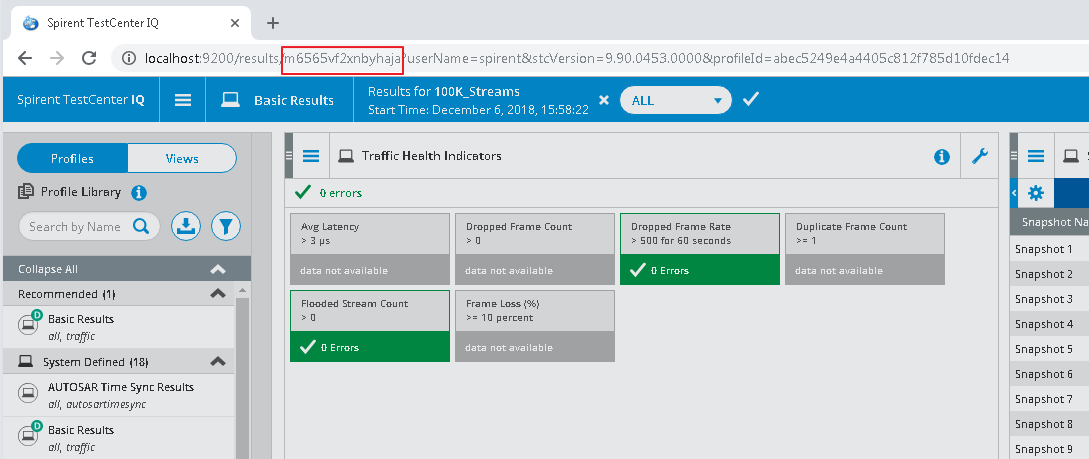 Spirent TestCenter IQ
localhost:9200/results/m6565vf2xnbyhaja?userName=spirent&stcVersion=9.90.0453.0000&profileId=abec5249e4a4405c812f785d10fdec14
Spirent TestCenter IQ
Basic Results
Results for 100K_Streams
Start Time: December 6, 2018, 15:58:22
ALL
Profiles
Views
Profile Library
Search by Name
Collapse All
Recommended (1)
D
Basic Results
all, traffic
System Defined (18)
AUTOSAR Time Sync Results
all, autosartimesync
D
Basic Results
all, traffic
Traffic Health Indicators
0 errors
Avg Latency
> 3 µs
data not available
Dropped Frame Count
> 0
data not available
Dropped Frame Rate
> 500 for 60 seconds
0 Errors
Duplicate Frame Count
>= 1
data not available
Flooded Stream Count
> 0
0 Errors
Frame Loss (%)
>= 10 percent
data not available
Snapshot Na
Snapshot 1
Snapshot 2
Snapshot 3
Snapshot 4
Snapshot 5
Snapshot 6
Snapshot 7
Snapshot 8
Snapshot 9